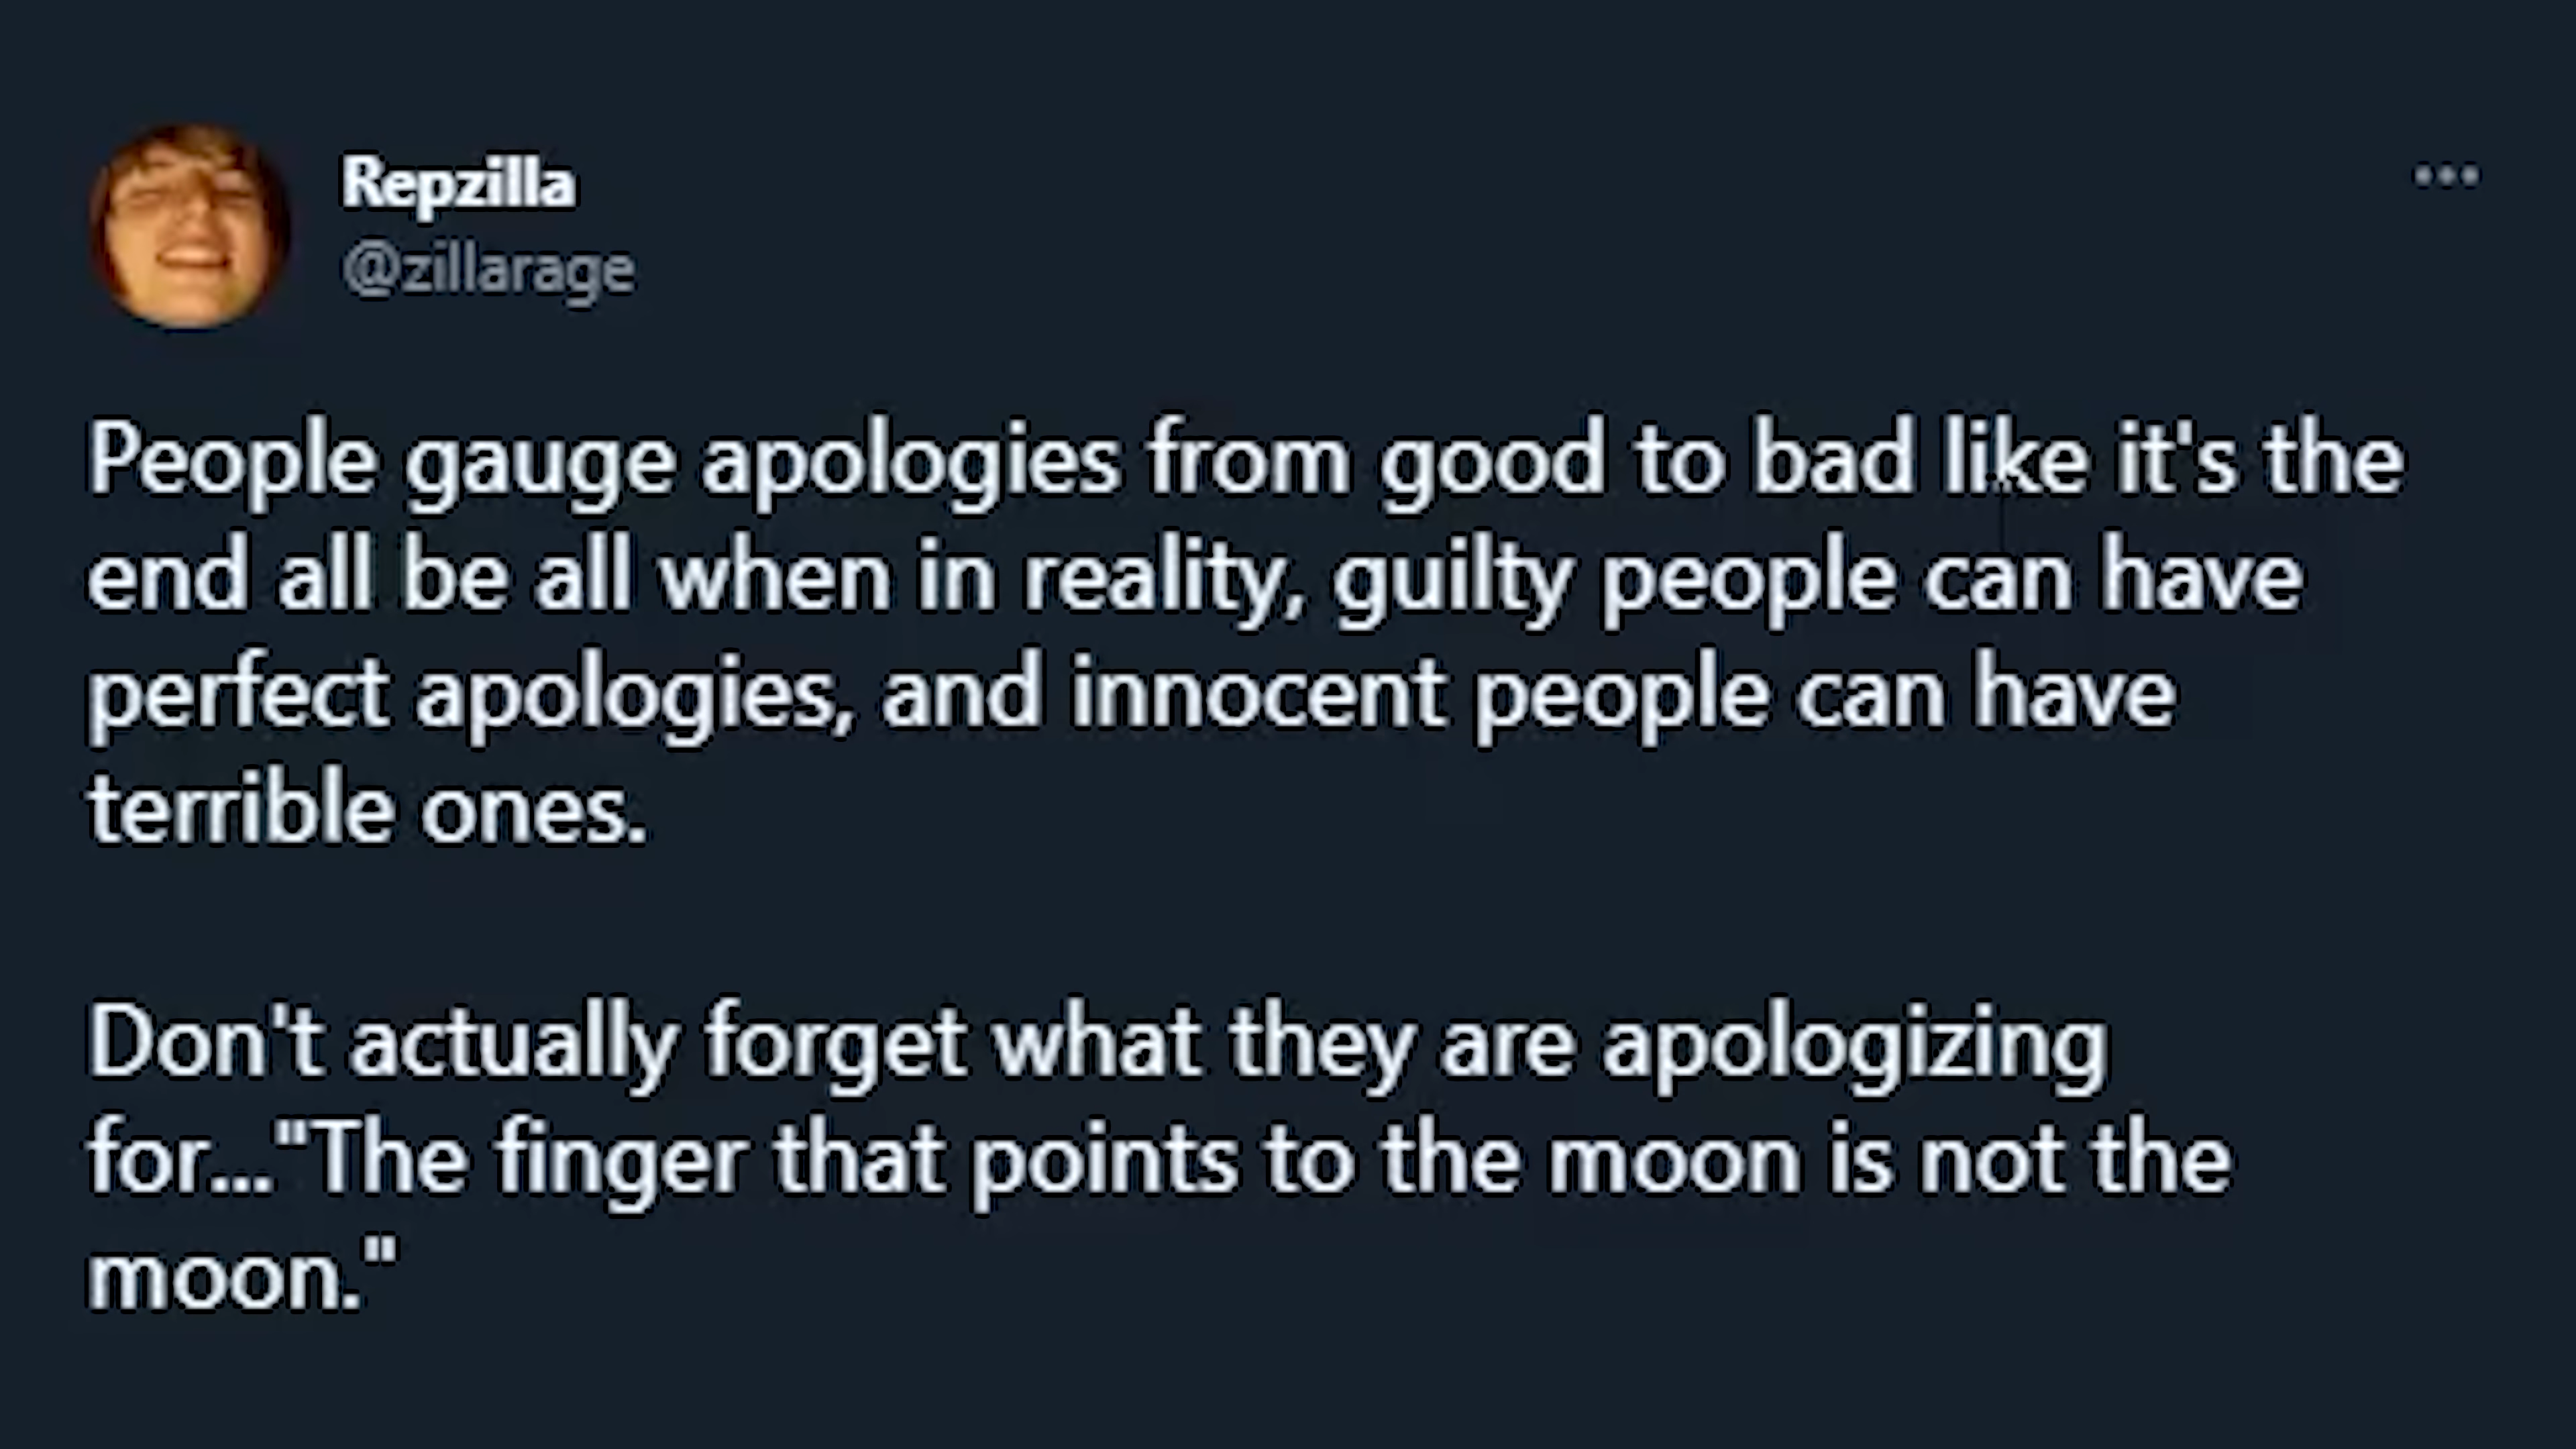 Repzilla
@zillarage
People gauge apologies from good to bad like it's the
end all be all when in reality, guilty people can have
perfect apologies, and innocent people can have
terrible ones.
Don't actually forget what they are apologizing
for..."The finger that points to the moon is not the
moon."